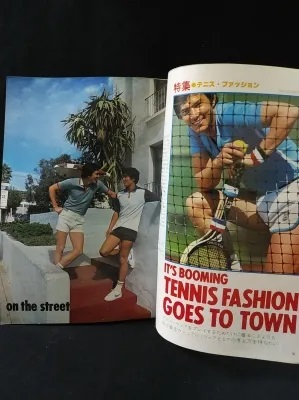 on the street
特集●テニス・ファッション
IT'S BOOMING
TENNIS FASHION
GOES TO TOWN